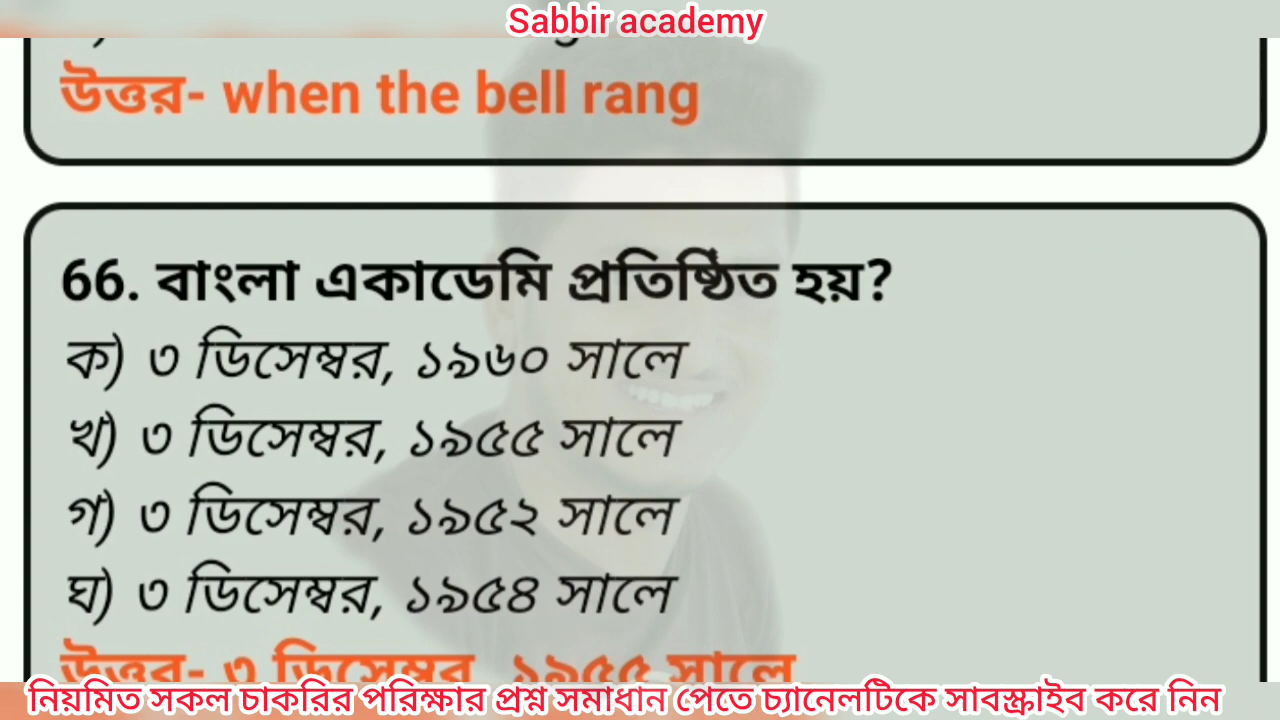 Sabbir academy
উত্তর- when the bell rang
66. বাংলা একাডেমি প্রতিষ্ঠিত হয়?
ক) ৩ ডিসেম্বর, ১৯৬০ সালে
খ) ৩ ডিসেম্বর, ১৯৫৫ সালে
গ) ৩ ডিসেম্বর, ১৯৫২ সালে
ঘ) ৩ ডিসেম্বর, ১৯৫৪ সালে
উত্তর- ৩ ডিসেম্বর, ১৯৫৫ সালে
নিয়মিত সকল চাকরির পরিক্ষার প্রশ্ন সমাধান পেতে চ্যানেলটিকে সাবস্ক্রাইব করে নিন